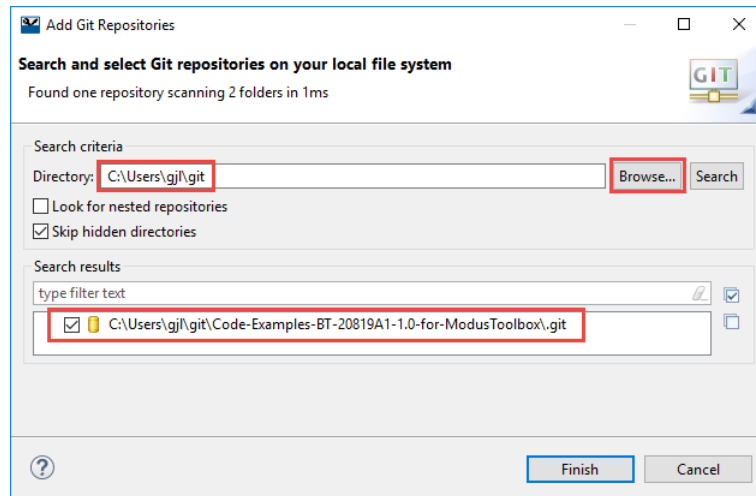 Add Git Repositories
Search and select Git repositories on your local file system
Found one repository scanning 2 folders in 1ms
GIT
Search criteria
Directory: C:\Users\gjl\git Browse... Search
Look for nested repositories
Skip hidden directories
Search results
type filter text
C:\Users\gjl\git\Code-Examples-BT-20819A1-1.0-for-ModusToolbox\.git
? Finish Cancel